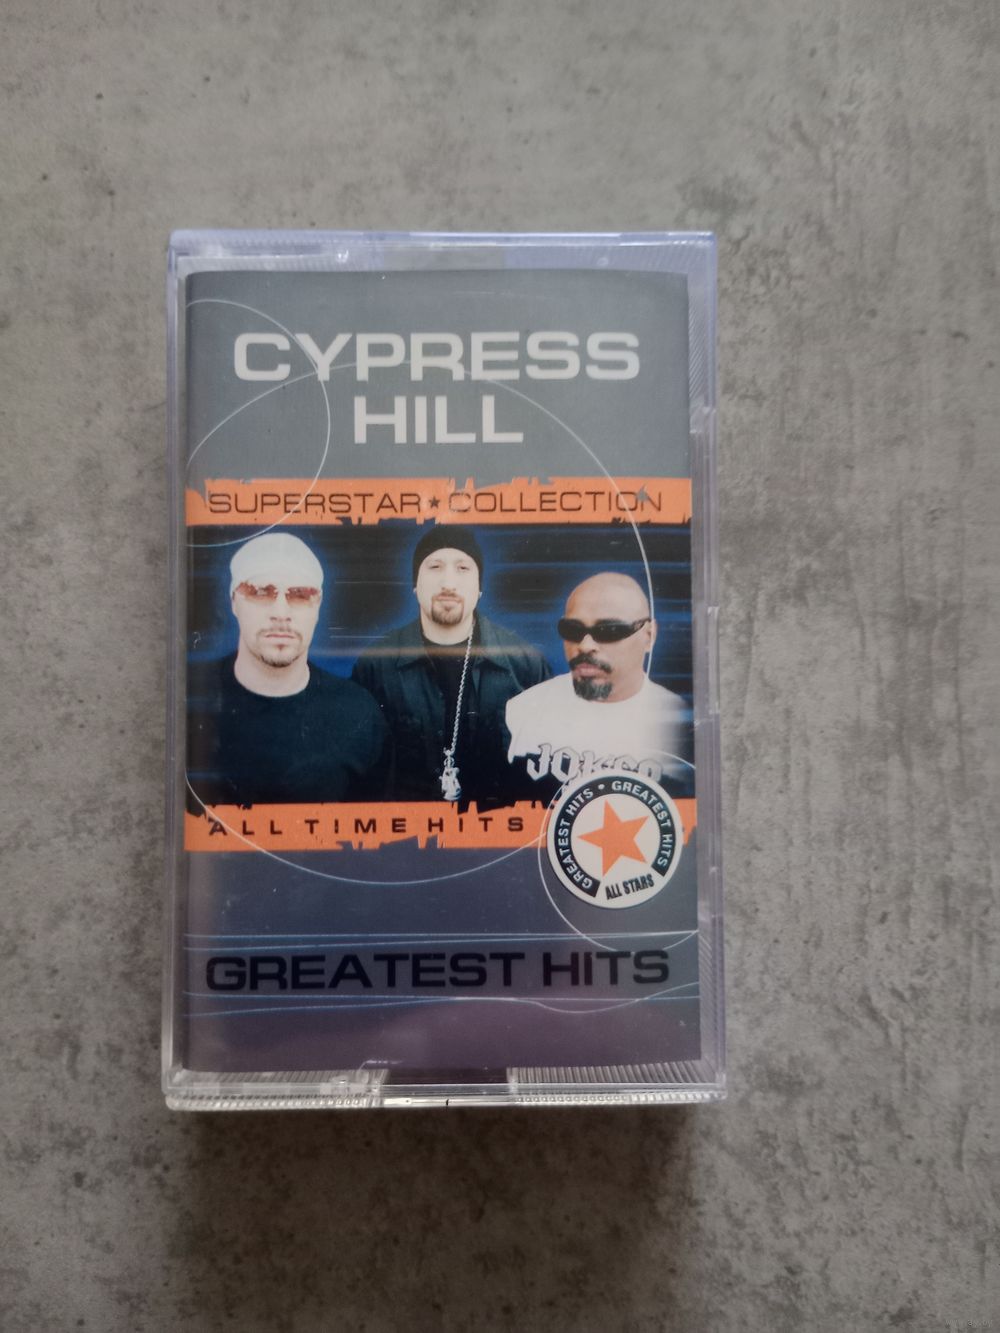 CYPRESS
HILL
SUPERSTAR★COLLECTION
ALL TIME HITS
GREATEST HITS • GREATEST HITS
ALL STARS
GREATEST HITS